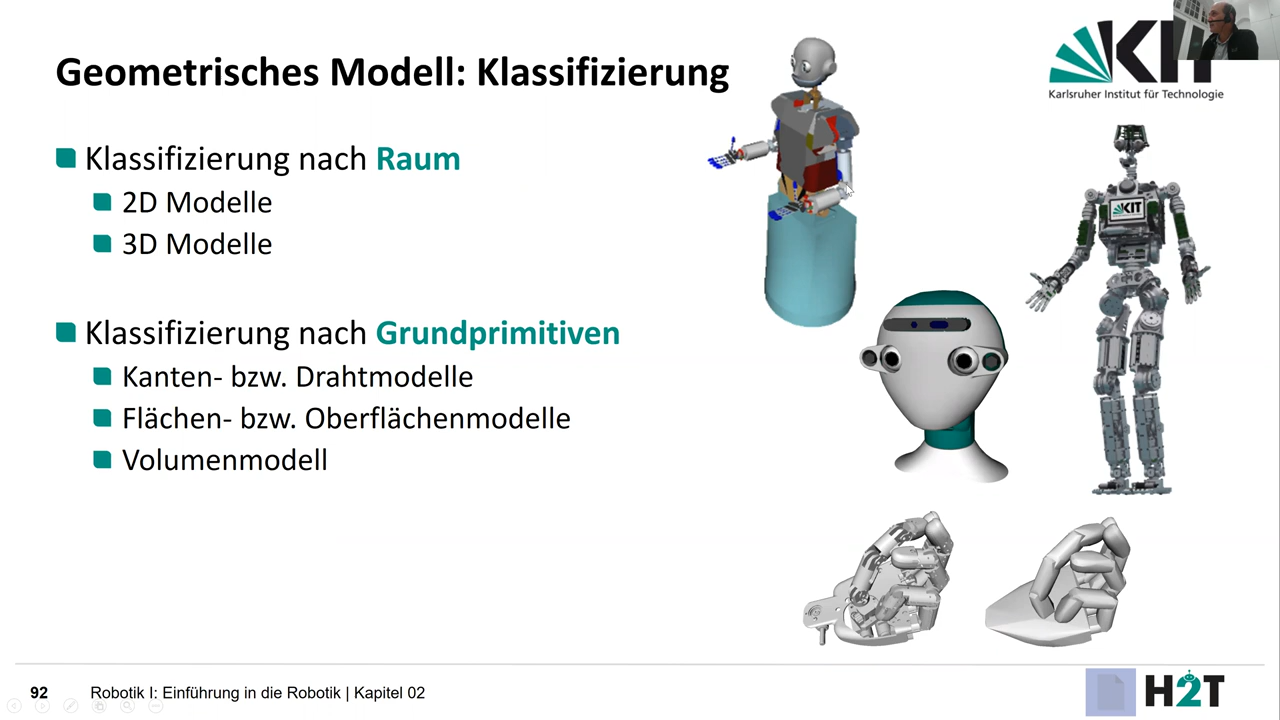 Geometrisches Modell: Klassifizierung
KIT
Karlsruher Institut für Technologie
Klassifizierung nach Raum
2D Modelle
3D Modelle
Klassifizierung nach Grundprimitiven
Kanten- bzw. Drahtmodelle
Flächen- bzw. Oberflächenmodelle
Volumenmodell
KIT
92
Robotik I: Einführung in die Robotik | Kapitel 02
H2T